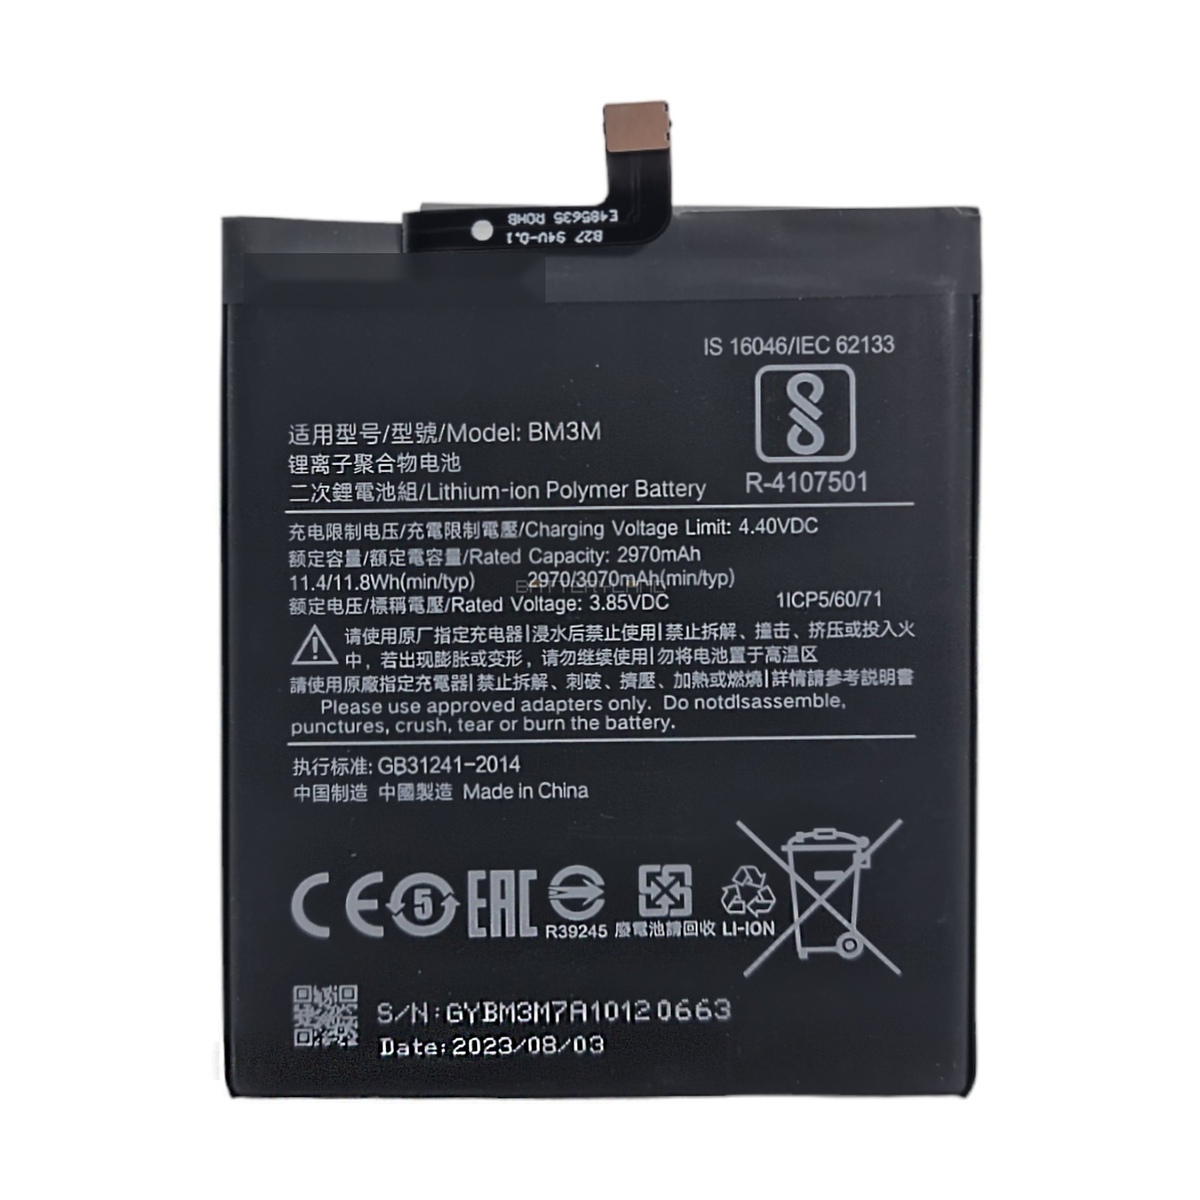 E485635 ROHB
B27 94V-0.1
IS 16046/IEC 62133
适用型号/型號/Model: BM3M
锂离子聚合物电池
二次鋰電池組/Lithium-ion Polymer Battery
R-4107501
充电限制电压/充電限制電壓/Charging Voltage Limit: 4.40VDC
额定容量/額定電容量/Rated Capacity: 2970mAh
11.4/11.8Wh(min/typ) 2970/3070mAh(min/typ)
额定电压/標稱電壓/Rated Voltage: 3.85VDC 1ICP5/60/71
请使用原厂指定充电器|浸水后禁止使用|禁止拆解、撞击、挤压或投入火
中，若出现膨胀或变形，请勿继续使用|勿将电池置于高温区
請使用原廠指定充電器|禁止拆解、刺破、擠壓、加熱或燃燒|詳情請參考説明書
Please use approved adapters only. Do notdlsassemble,
punctures, crush, tear or burn the battery.
执行标准: GB31241-2014
中国制造 中國製造 Made in China
CE 5 EAC
R39245 廢電池請回收 LI-ION
S/N:GYBM3M7A10120663
Date:2023/08/03